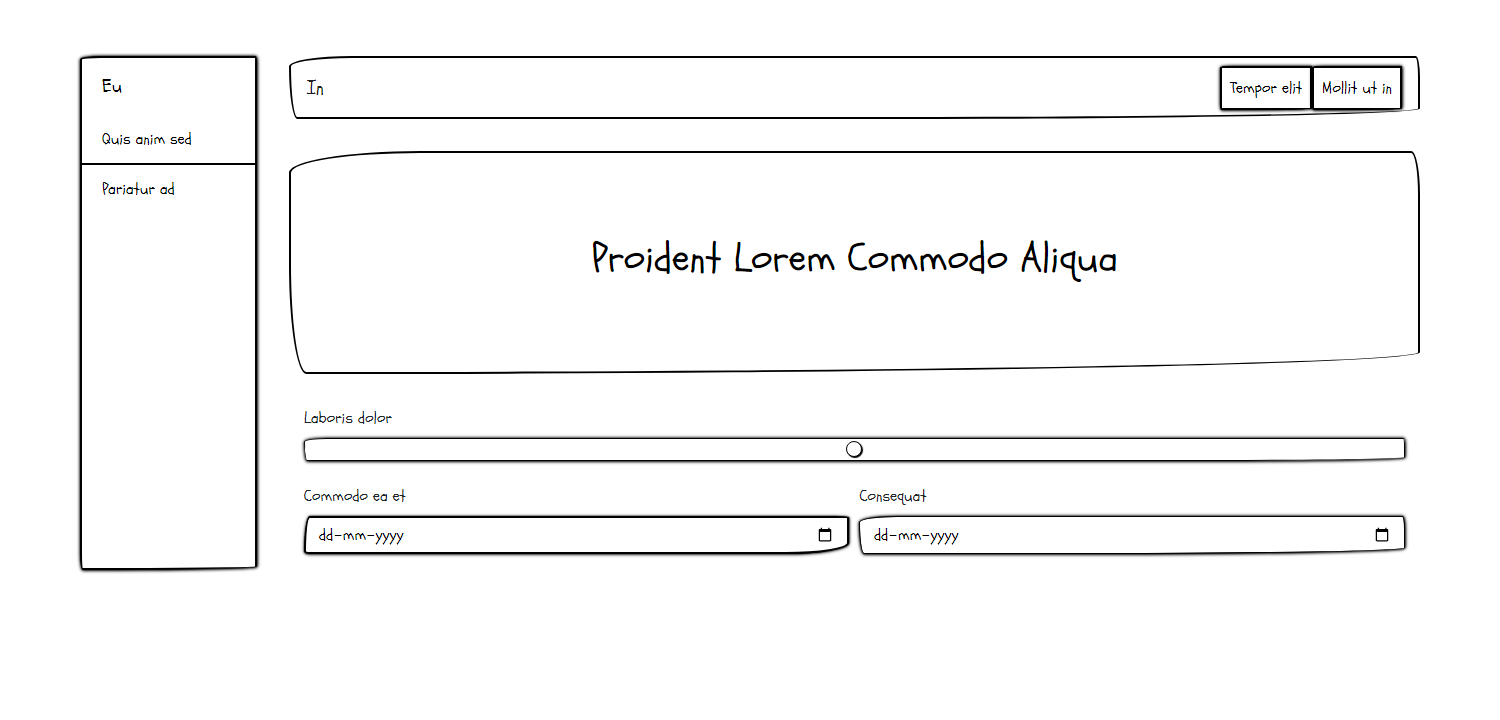 Eu
Quis anim sed
Pariatur ad
In
Tempor elit
Mollit ut in
Proident Lorem Commodo Aliqua
Laboris dolor
Commodo ea et
dd-mm-yyyy
Consequat
dd-mm-yyyy